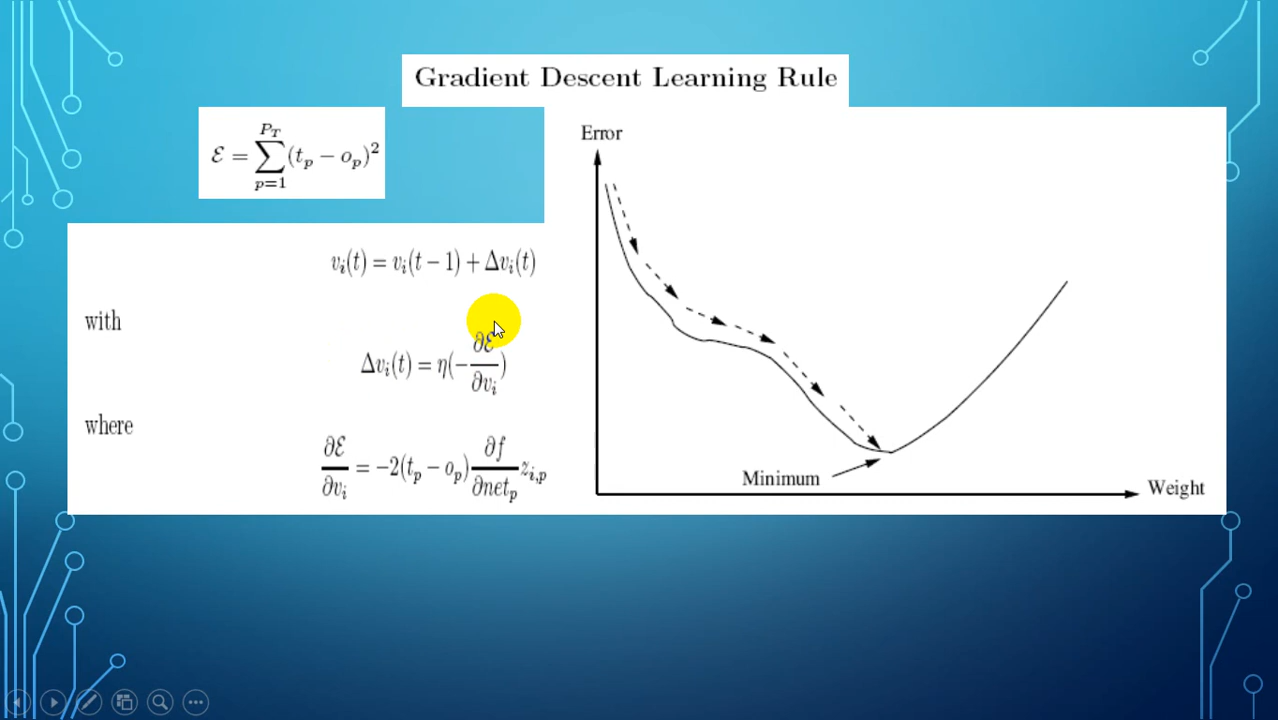 Gradient Descent Learning Rule
ℰ = ∑_{p=1}^{P_T} (t_p − o_p)²
v_i(t) = v_i(t − 1) + Δv_i(t)
with
Δv_i(t) = η(−∂ℰ/∂v_i)
where
∂ℰ/∂v_i = −2(t_p − o_p) ∂f/∂net_p z_{i,p}
Error
Minimum
Weight